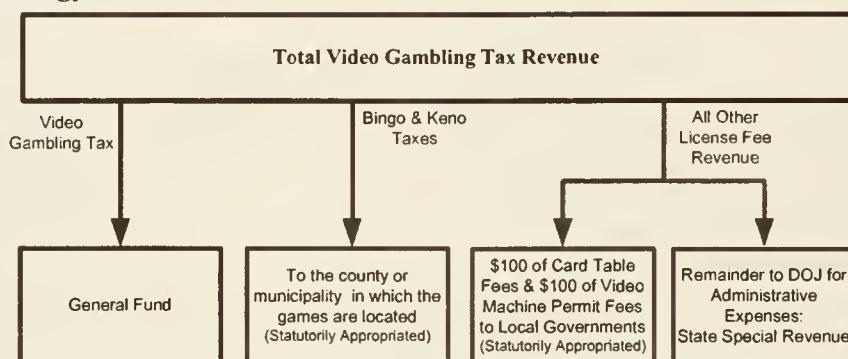 Total Video Gambling Tax Revenue
Video
Gambling Tax
Bingo & Keno
Taxes
All Other
License Fee
Revenue
General Fund
To the county or
municipality in which the
games are located
(Statutorily Appropriated)
$100 of Card Table
Fees & $100 of Video
Machine Permit Fees
to Local Governments
(Statutorily Appropriated)
Remainder to DOJ for
Administrative
Expenses:
State Special Revenue